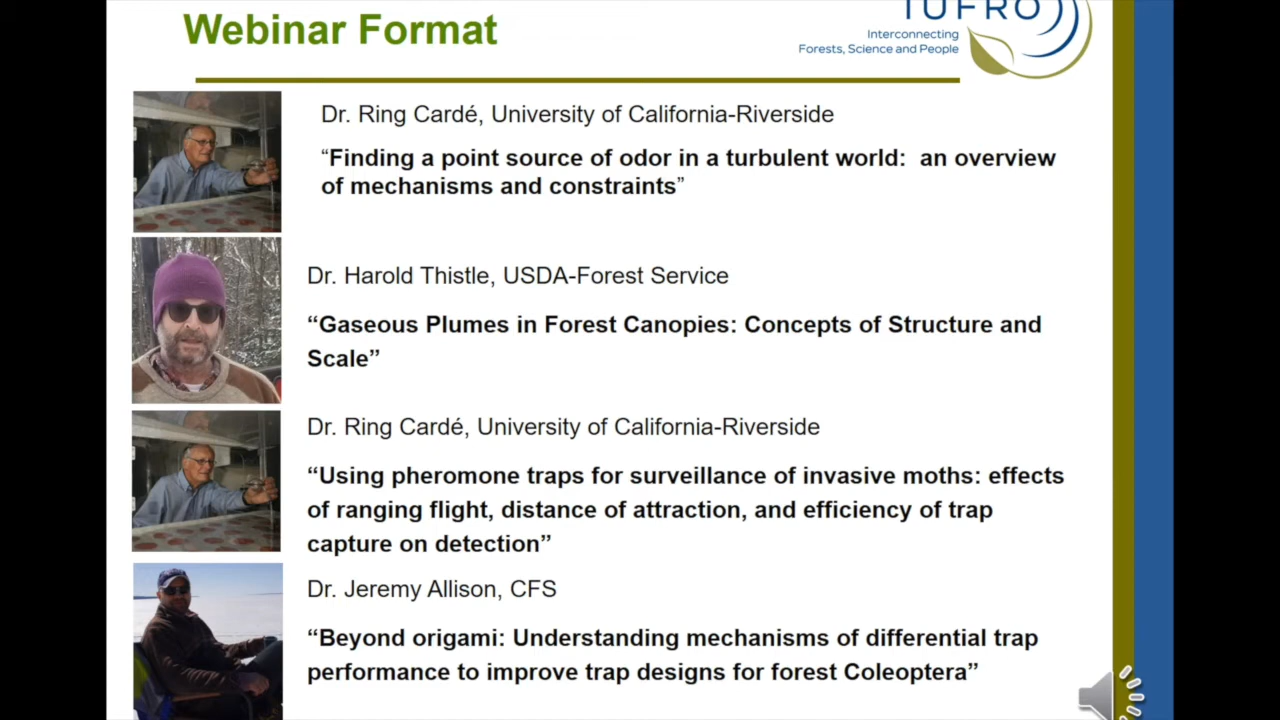 Webinar Format
IUFRO
Interconnecting
Forests, Science and People
Dr. Ring Cardé, University of California-Riverside
“Finding a point source of odor in a turbulent world:  an overview
of mechanisms and constraints”
Dr. Harold Thistle, USDA-Forest Service
“Gaseous Plumes in Forest Canopies: Concepts of Structure and
Scale”
Dr. Ring Cardé, University of California-Riverside
“Using pheromone traps for surveillance of invasive moths: effects
of ranging flight, distance of attraction, and efficiency of trap
capture on detection”
Dr. Jeremy Allison, CFS
“Beyond origami: Understanding mechanisms of differential trap
performance to improve trap designs for forest Coleoptera”